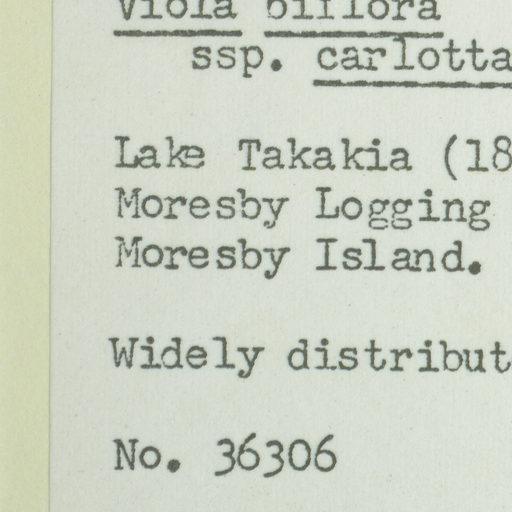 Viola biflora
ssp. carlotta
Lake Takakia (18
Moresby Logging
Moresby Island.
Widely distribut
No. 36306